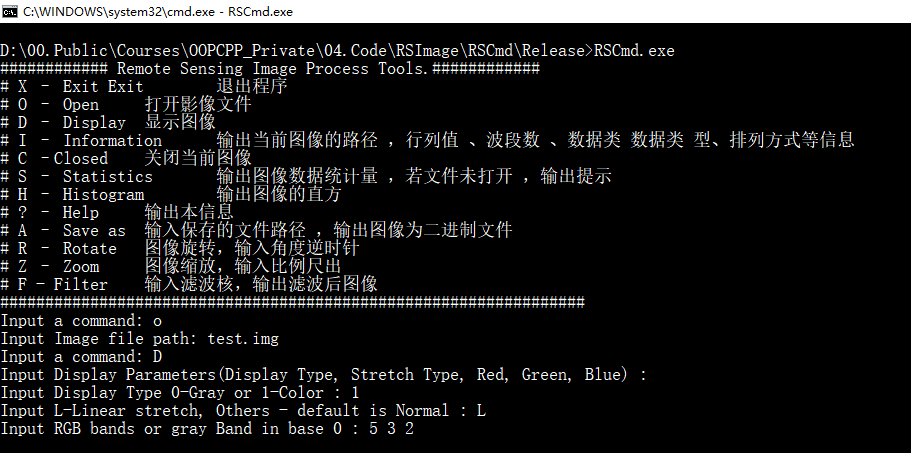 C:\WINDOWS\system32\cmd.exe - RSCmd.exe
D:\00.Public\Courses\OOPCPP_Private\04.Code\RSImage\RSCmd\Release>RSCmd.exe
############ Remote Sensing Image Process Tools.############
# X - Exit Exit 退出程序
# O - Open 打开影像文件
# D - Display 显示图像
# I - Information 输出当前图像的路径 ，行列值 、波段数 、数据类 数据类 型、排列方式等信息
# C -Closed 关闭当前图像
# S - Statistics 输出图像数据统计量 ，若文件未打开 ，输出提示
# H - Histogram 输出图像的直方
# ? - Help 输出本信息
# A - Save as 输入保存的文件路径 ，输出图像为二进制文件
# R - Rotate 图像旋转，输入角度逆时针
# Z - Zoom 图像缩放，输入比例尺出
# F - Filter 输入滤波核，输出滤波后图像
#################################################################
Input a command: o
Input Image file path: test.img
Input a command: D
Input Display Parameters(Display Type, Stretch Type, Red, Green, Blue) :
Input Display Type 0-Gray or 1-Color : 1
Input L-Linear stretch, Others - default is Normal : L
Input RGB bands or gray Band in base 0 : 5 3 2